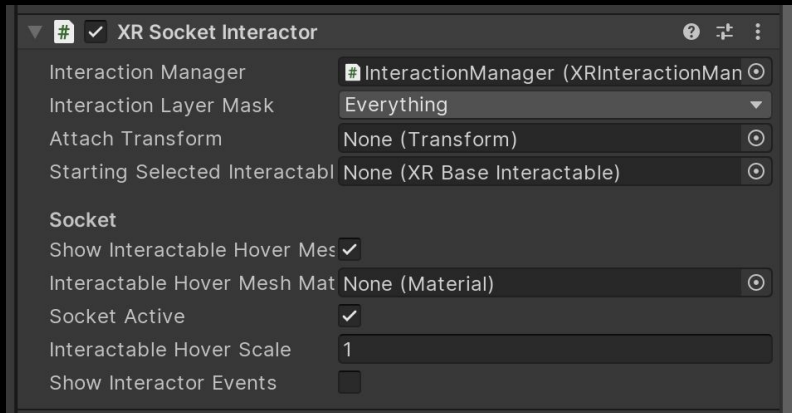 # XR Socket Interactor
Interaction Manager # InteractionManager (XRInteractionMan
Interaction Layer Mask Everything
Attach Transform None (Transform)
Starting Selected Interactabl None (XR Base Interactable)
Socket
Show Interactable Hover Mes
Interactable Hover Mesh Mat None (Material)
Socket Active
Interactable Hover Scale 1
Show Interactor Events